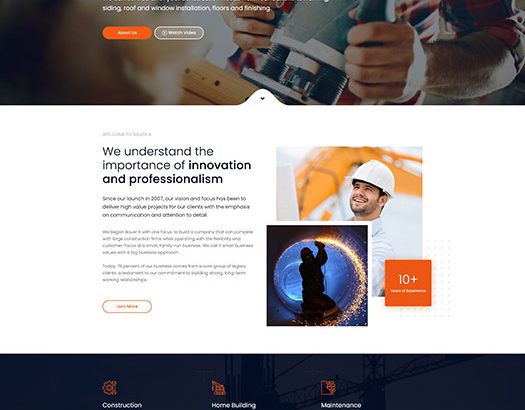 siding, roof and window installation, floors and finishing.
About Us
Watch Video
WELCOME TO BAUER X
We understand the
importance of innovation
and professionalism
Since our launch in 2007, our vision and focus has been to
deliver high value projects for our clients with the emphasis
on communication and attention to detail.
We began Bauer X with one focus: to build a company that can compete
with large construction firms while operating with the flexibility and
customer-focus of a small, family-run business. We call it small business
values with a big business approach.
Today, 75 percent of our business comes from a core group of legacy
clients: a testament to our commitment to building strong, long-term
working relationships.
Lern More
10+
Years of Experience
Construction
Home Building
Maintenance